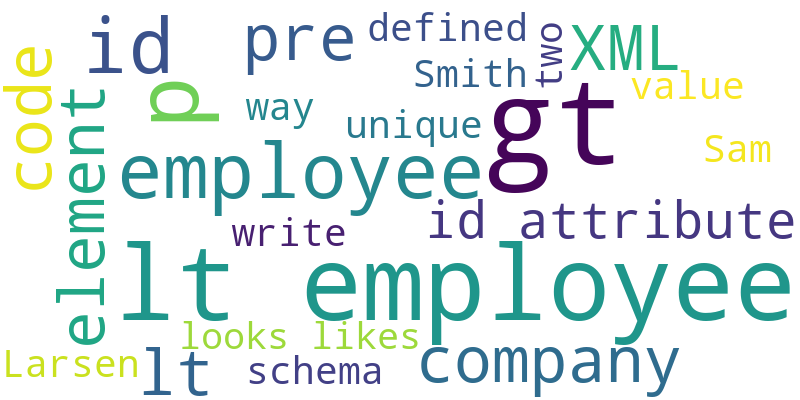 id
pre
defined
two
XML
code
p
Smith
value
way
unique
gt
Sam
element
employee
write
id attribute
lt employee
looks likes
Larsen
lt
schema
company